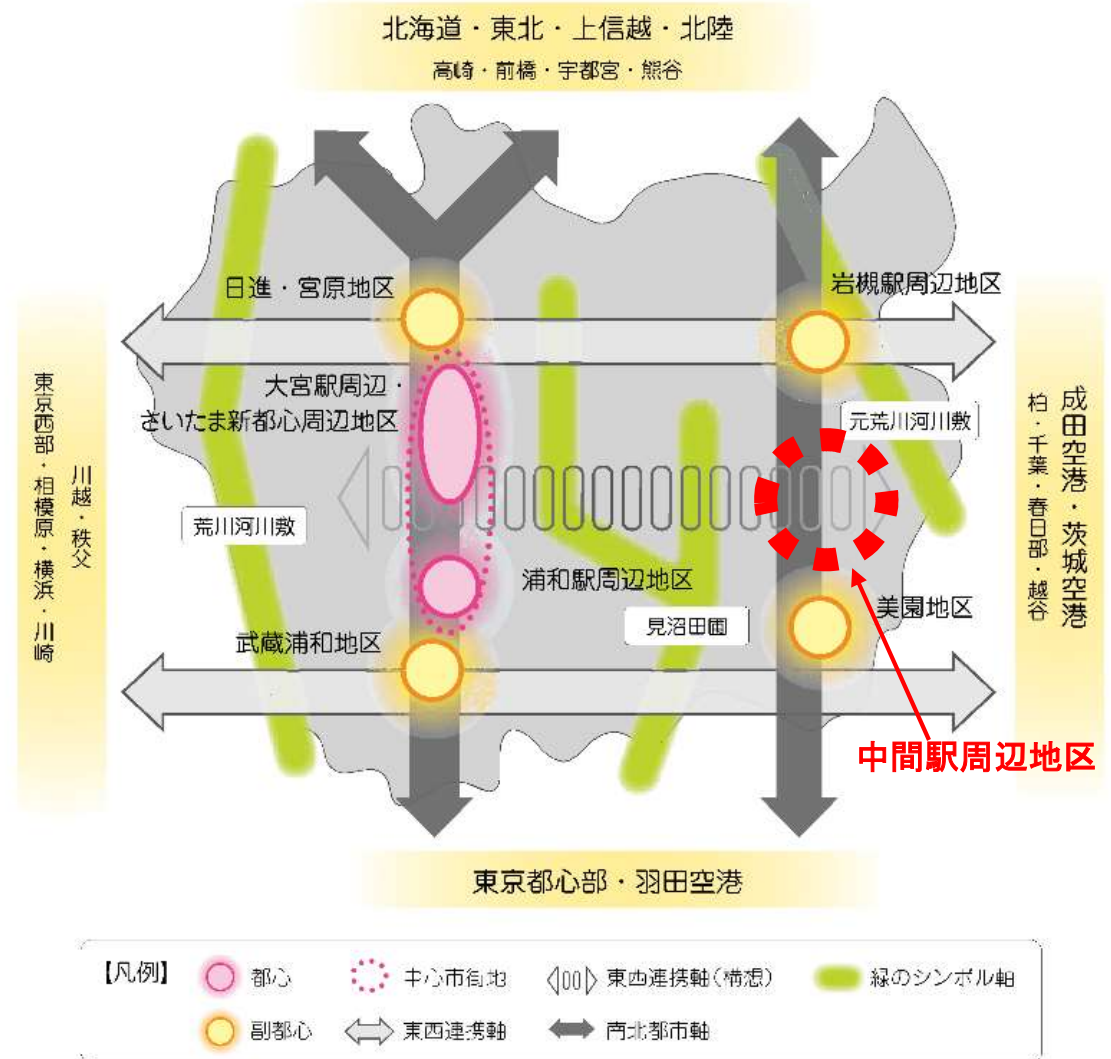 北海道・東北・上信越・北陸
高崎・前橋・宇都宮・熊谷
日進・宮原地区
岩槻駅周辺地区
大宮駅周辺・
さいたま新都心周辺地区
元荒川河川敷
荒川河川敷
浦和駅周辺地区
見沼田圃
美園地区
武蔵浦和地区
中間駅周辺地区
川越・秩父
東京西部・相模原・横浜・川崎
成田空港・茨城空港
柏・千葉・春日部・越谷
東京都心部・羽田空港
【凡例】
都心
中心市街地
東西連携軸(構想)
緑のシンボル軸
副都心
東西連携軸
南北都市軸